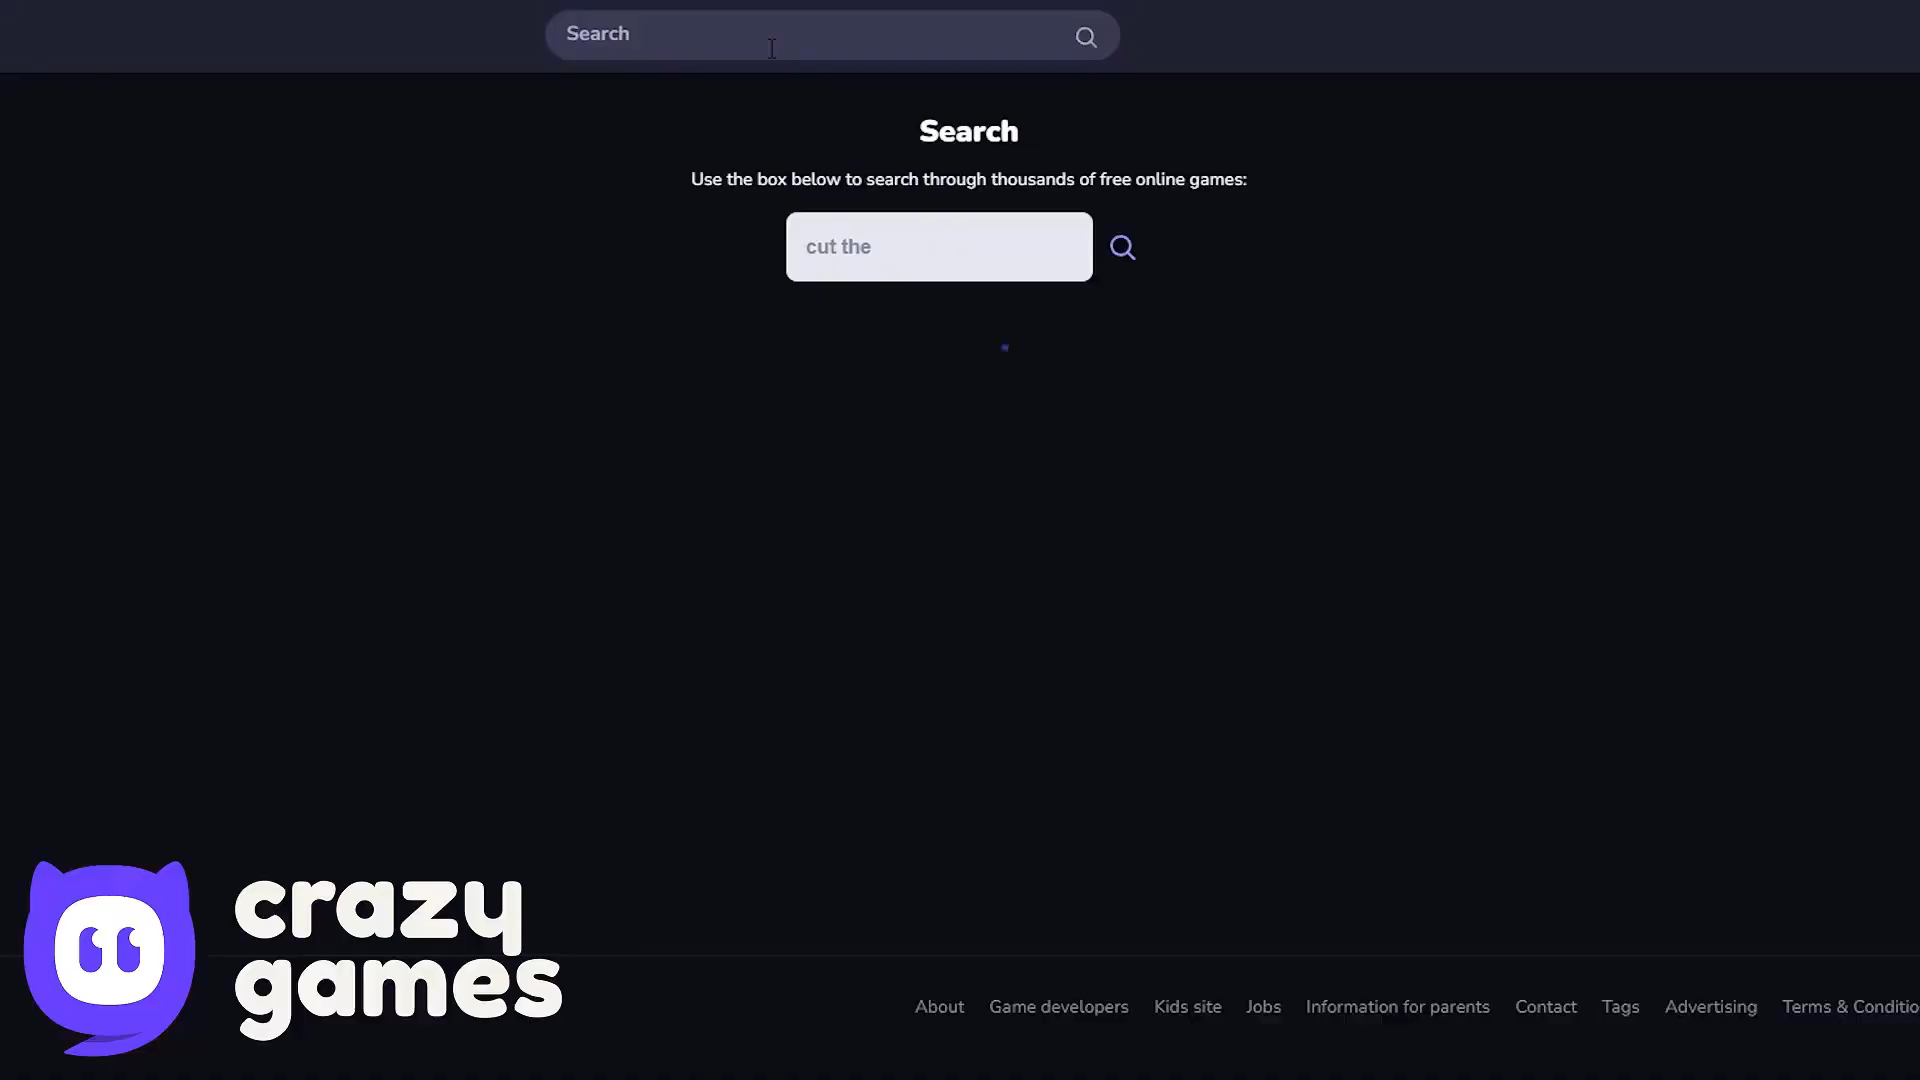 Search
Search
Use the box below to search through thousands of free online games:
cut the
crazy
games
About Game developers Kids site Jobs Information for parents Contact Tags Advertising Terms & Conditio